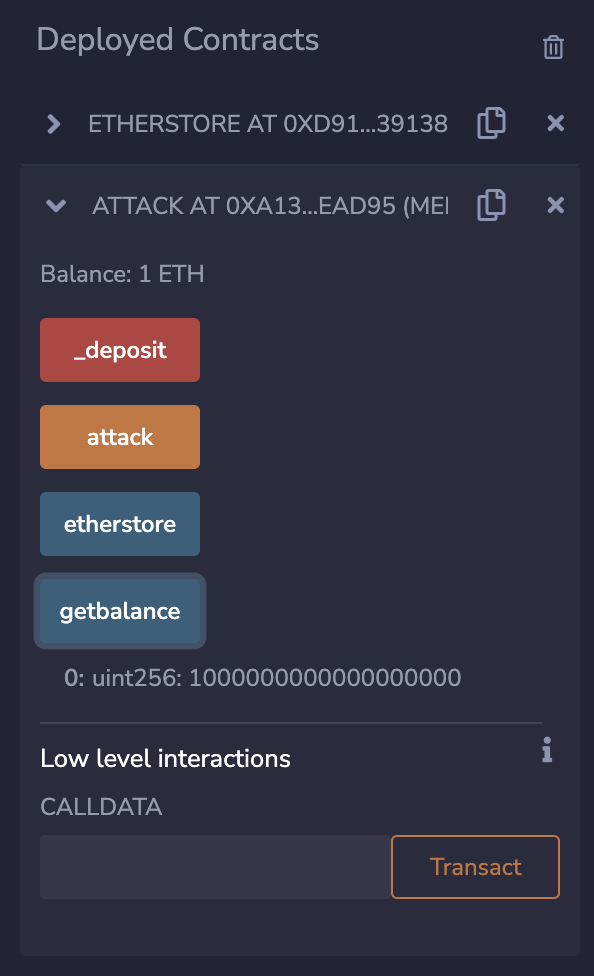 Deployed Contracts
ETHERSTORE AT 0XD91...39138
ATTACK AT 0XA13...EAD95 (MEI
Balance: 1 ETH
_deposit
attack
etherstore
getbalance
0: uint256: 1000000000000000000
Low level interactions
CALLDATA
Transact